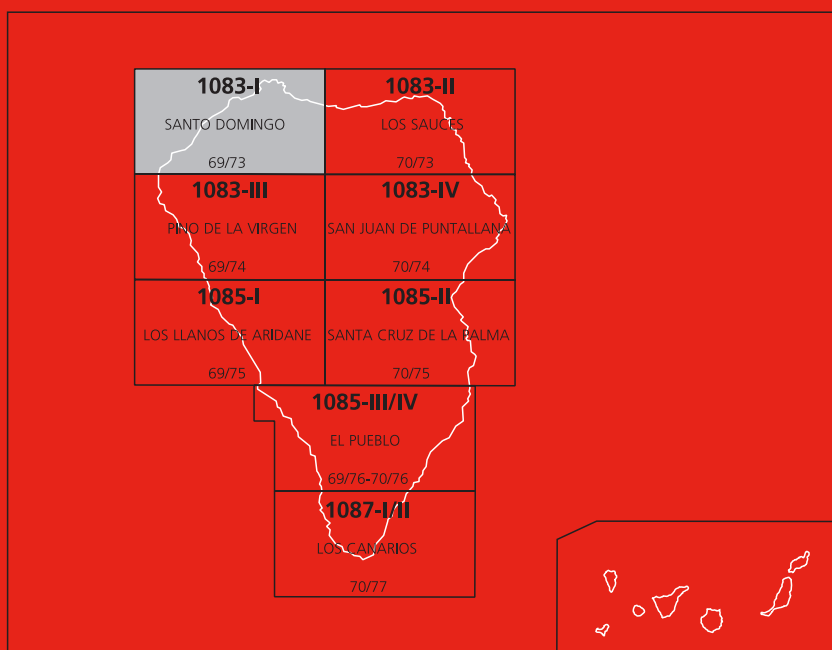 1083-I
SANTO DOMINGO
69/73
1083-II
LOS SAUCES
70/73
1083-III
PINO DE LA VIRGEN
69/74
1083-IV
SAN JUAN DE PUNTALLANA
70/74
1085-I
LOS LLANOS DE ARIDANE
69/75
1085-II
SANTA CRUZ DE LA PALMA
70/75
1085-III/IV
EL PUEBLO
69/76-70/76
1087-I/II
LOS CANARIOS
70/77